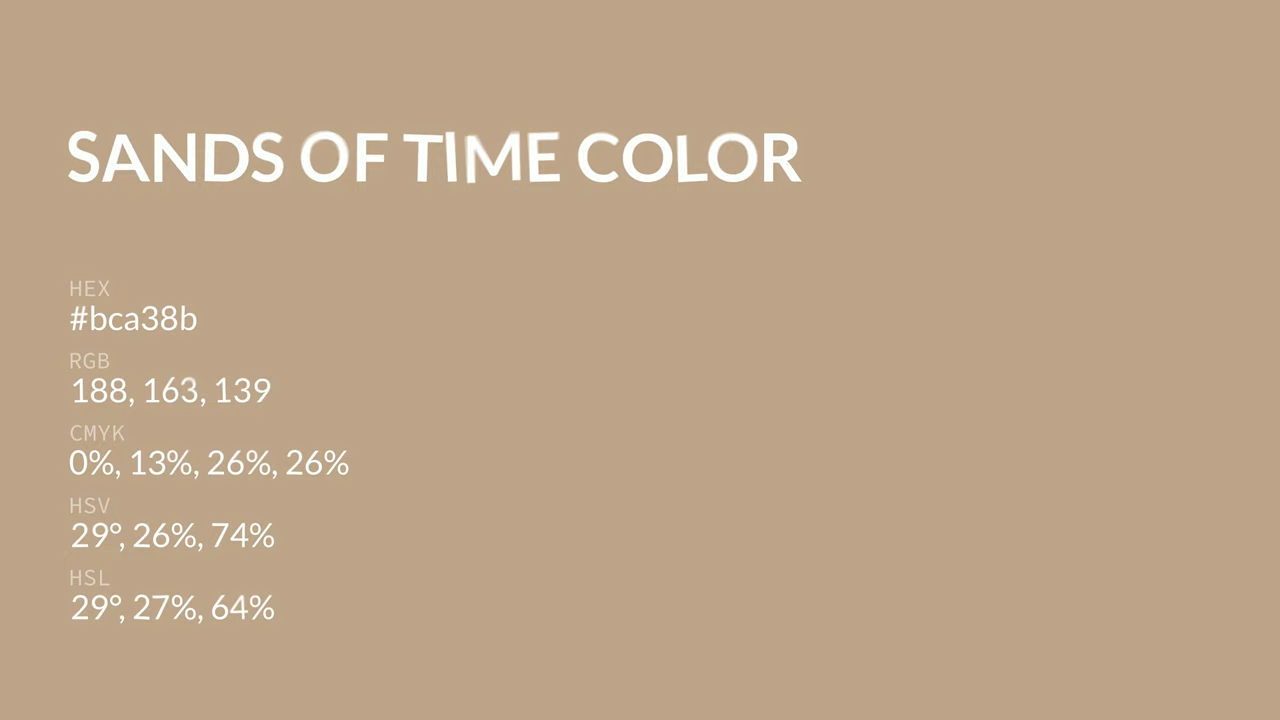 SANDS OF TIME COLOR
HEX
#bca38b
RGB
188, 163, 139
CMYK
0%, 13%, 26%, 26%
HSV
29°, 26%, 74%
HSL
29°, 27%, 64%